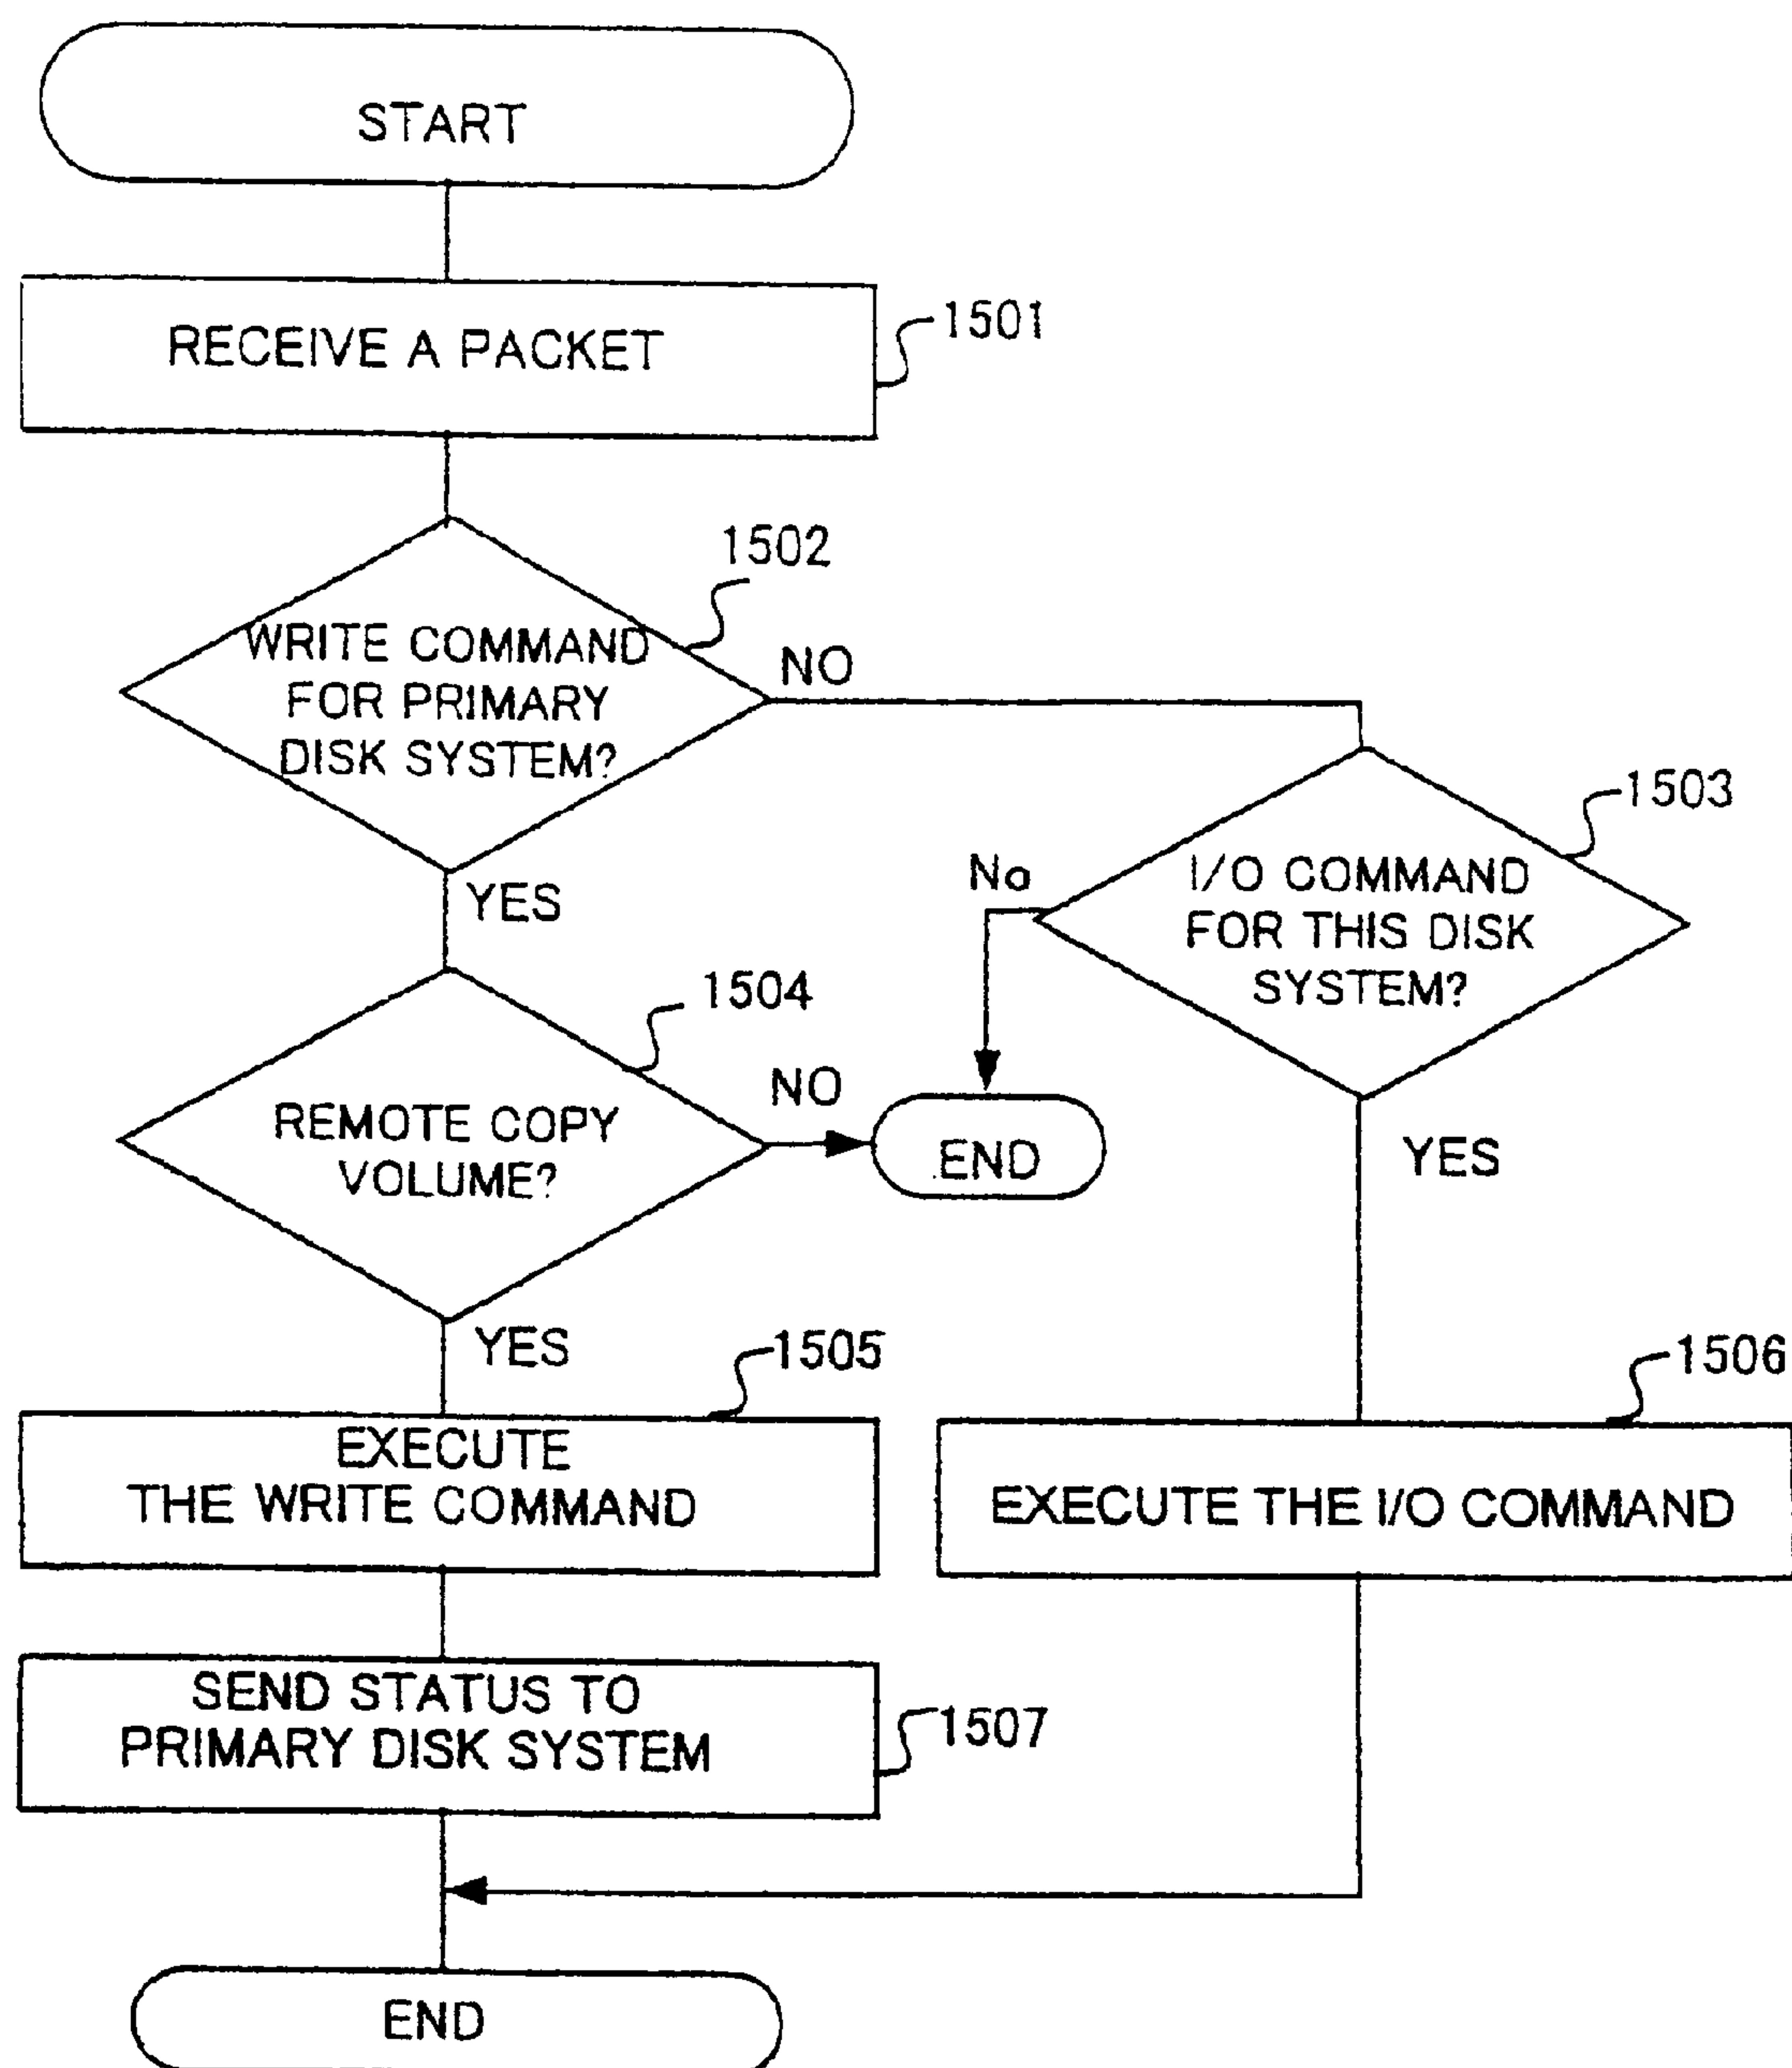 START
RECEIVE A PACKET
1501
1502
WRITE COMMAND
FOR PRIMARY
DISK SYSTEM?
NO
YES
1503
I/O COMMAND
FOR THIS DISK
SYSTEM?
No
YES
1504
REMOTE COPY
VOLUME?
NO
END
YES
1505
EXECUTE
THE WRITE COMMAND
1506
EXECUTE THE I/O COMMAND
SEND STATUS TO
PRIMARY DISK SYSTEM
1507
END